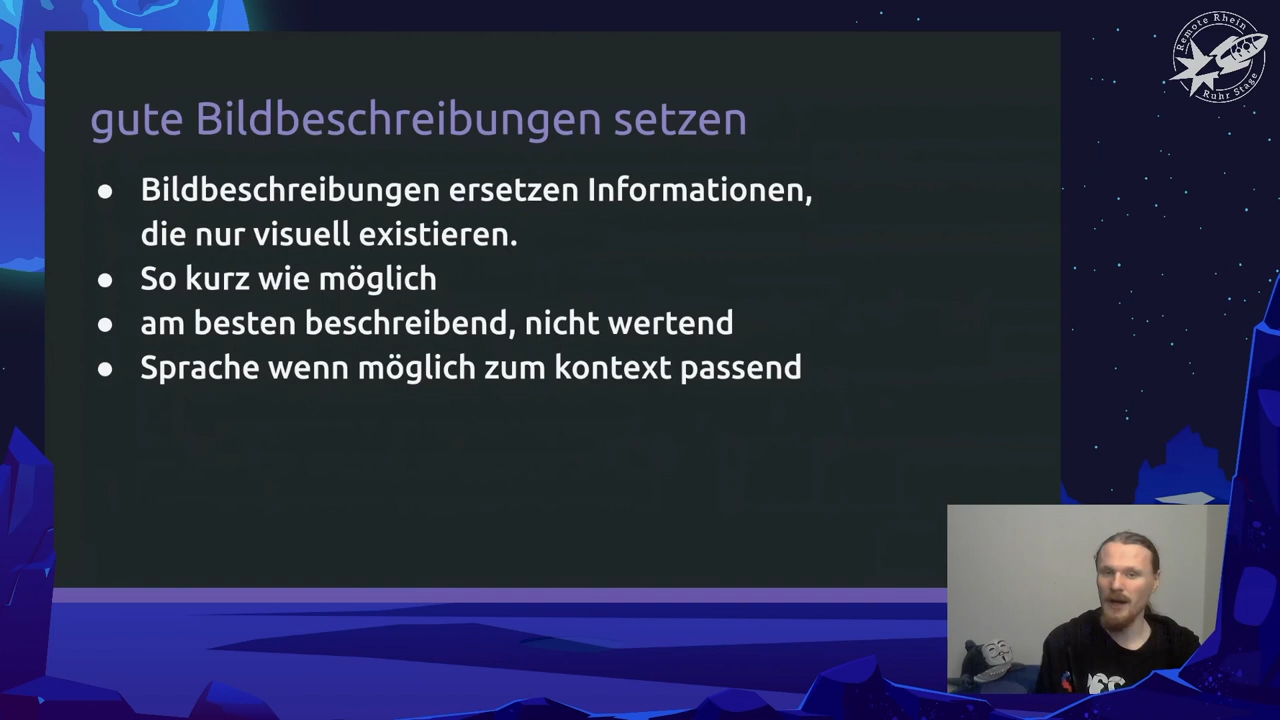 Remote Rhein
Ruhr Stage
gute Bildbeschreibungen setzen
● Bildbeschreibungen ersetzen Informationen,
die nur visuell existieren.
● So kurz wie möglich
● am besten beschreibend, nicht wertend
● Sprache wenn möglich zum kontext passend